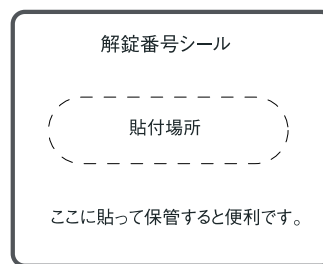 解錠番号シール
貼付場所
ここに貼って保管すると便利です。